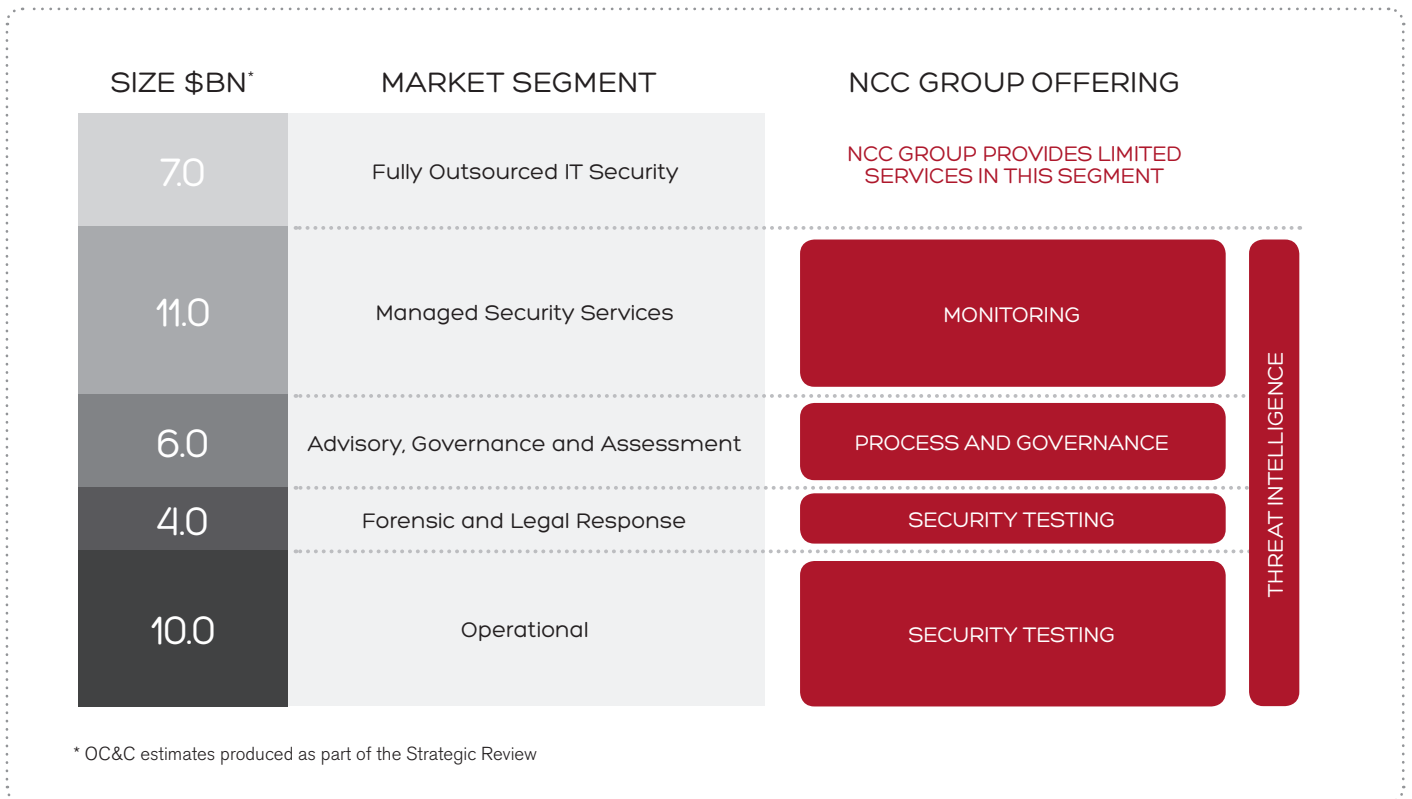 SIZE $BN*
MARKET SEGMENT
NCC GROUP OFFERING
7.0
Fully Outsourced IT Security
NCC GROUP PROVIDES LIMITED
SERVICES IN THIS SEGMENT
11.0
Managed Security Services
MONITORING
6.0
Advisory, Governance and Assessment
PROCESS AND GOVERNANCE
4.0
Forensic and Legal Response
SECURITY TESTING
10.0
Operational
SECURITY TESTING
THREAT INTELLIGENCE
* OC&C estimates produced as part of the Strategic Review